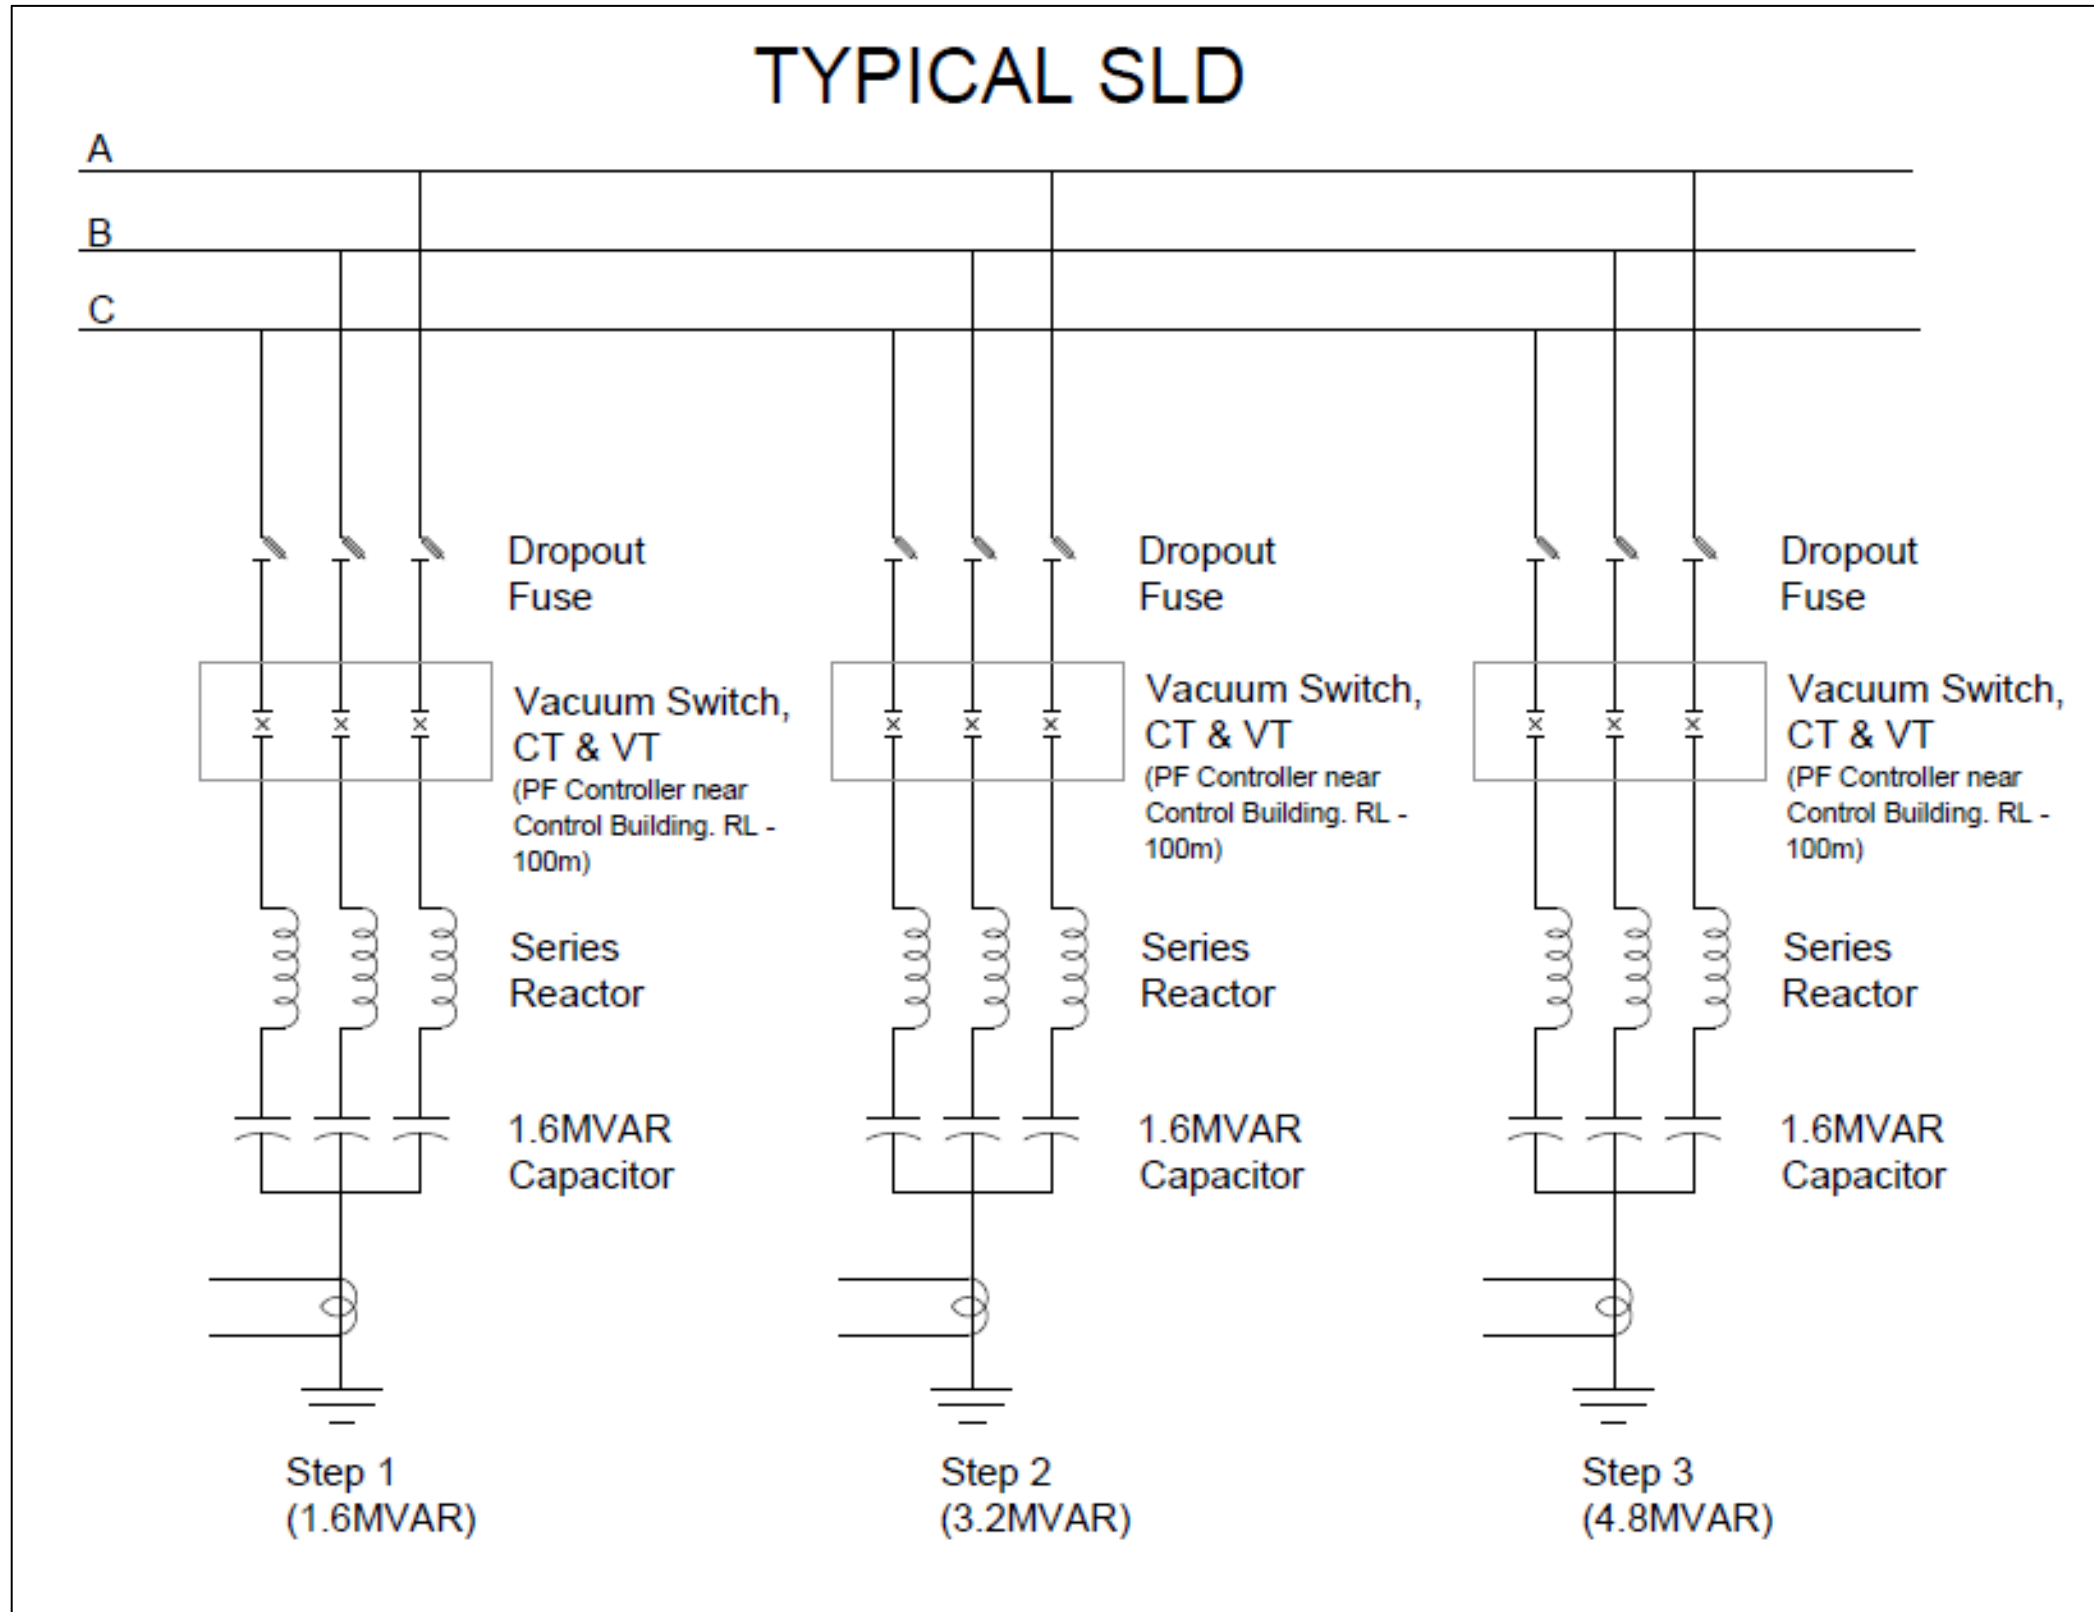 TYPICAL SLD
A
B
C
Dropout
Fuse
Vacuum Switch,
CT & VT
(PF Controller near
Control Building. RL -
100m)
Series
Reactor
1.6MVAR
Capacitor
Step 1
(1.6MVAR)
Dropout
Fuse
Vacuum Switch,
CT & VT
(PF Controller near
Control Building. RL -
100m)
Series
Reactor
1.6MVAR
Capacitor
Step 2
(3.2MVAR)
Dropout
Fuse
Vacuum Switch,
CT & VT
(PF Controller near
Control Building. RL -
100m)
Series
Reactor
1.6MVAR
Capacitor
Step 3
(4.8MVAR)